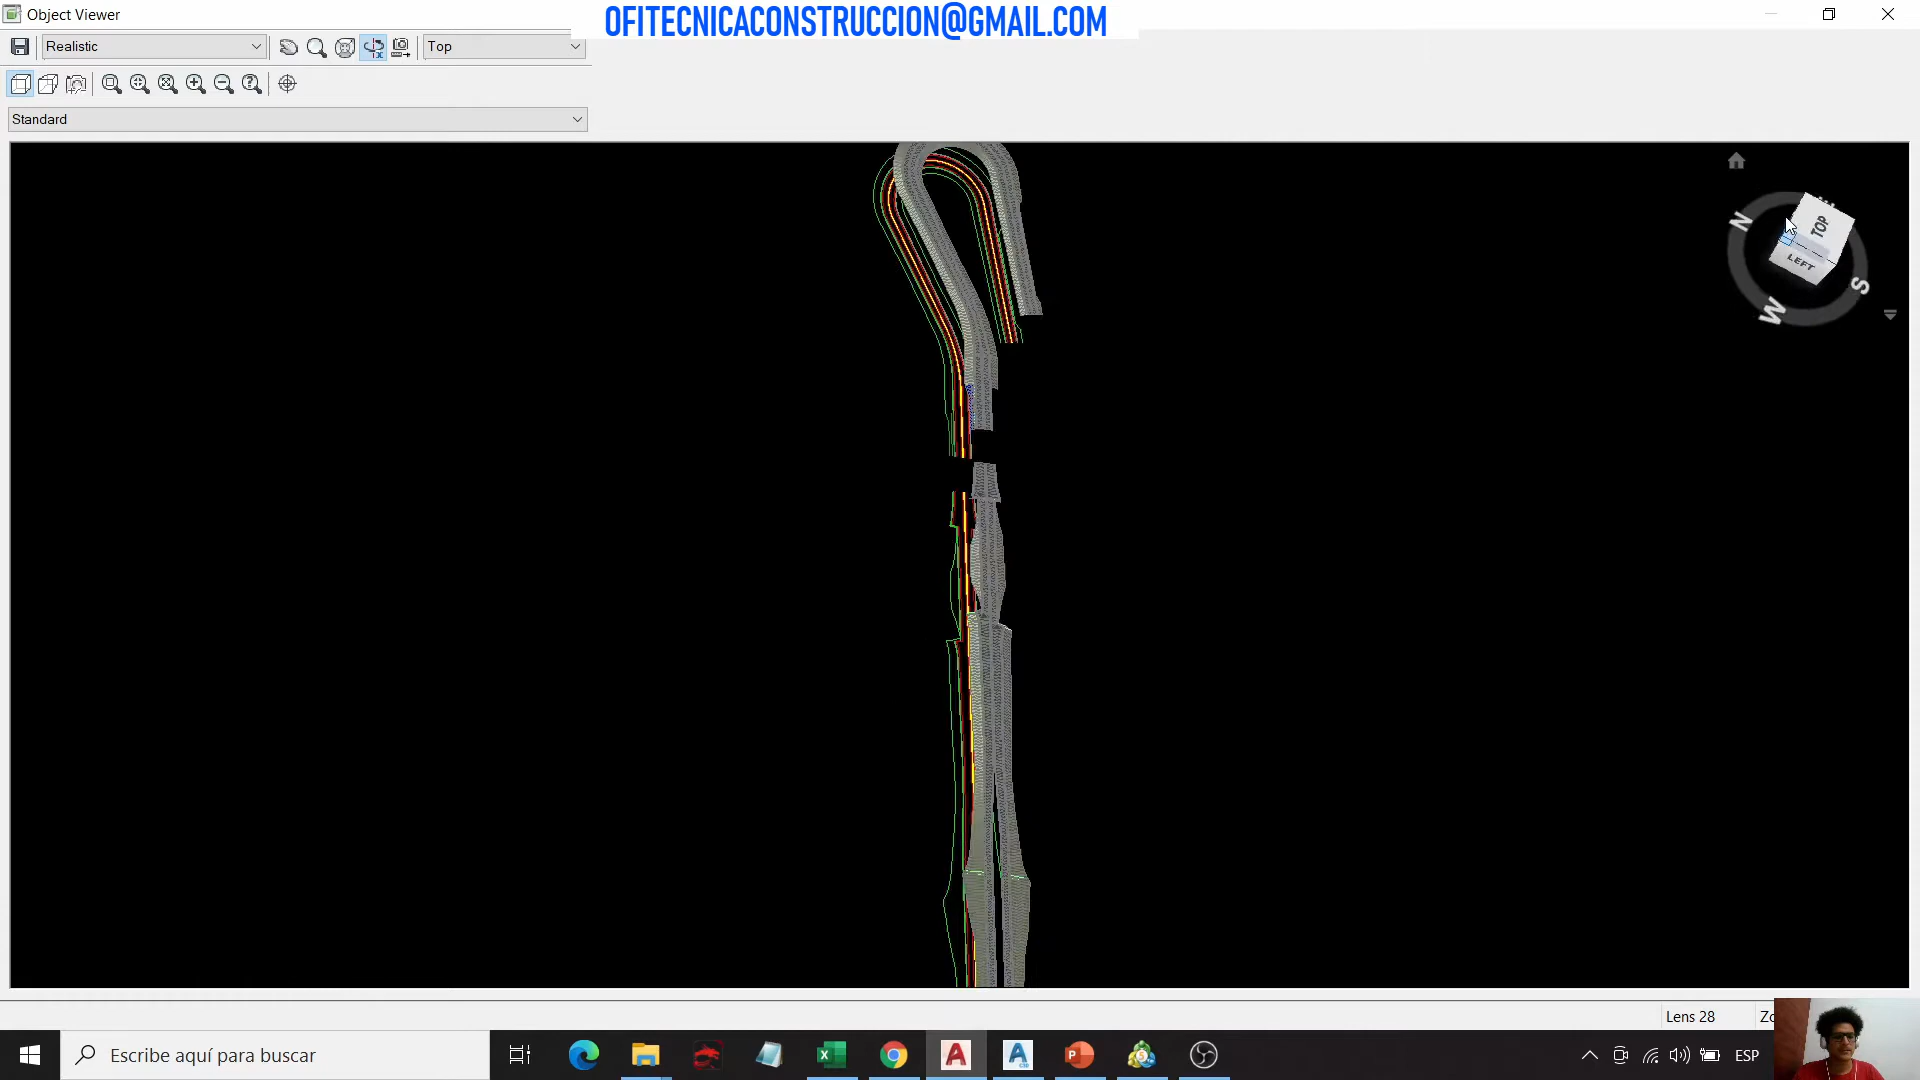 Object Viewer
OFITECNICACONSTRUCCION@GMAIL.COM
Realistic
Top
Standard
N
TOP
LEFT
S
W
Lens 28
Escribe aquí para buscar
ESP